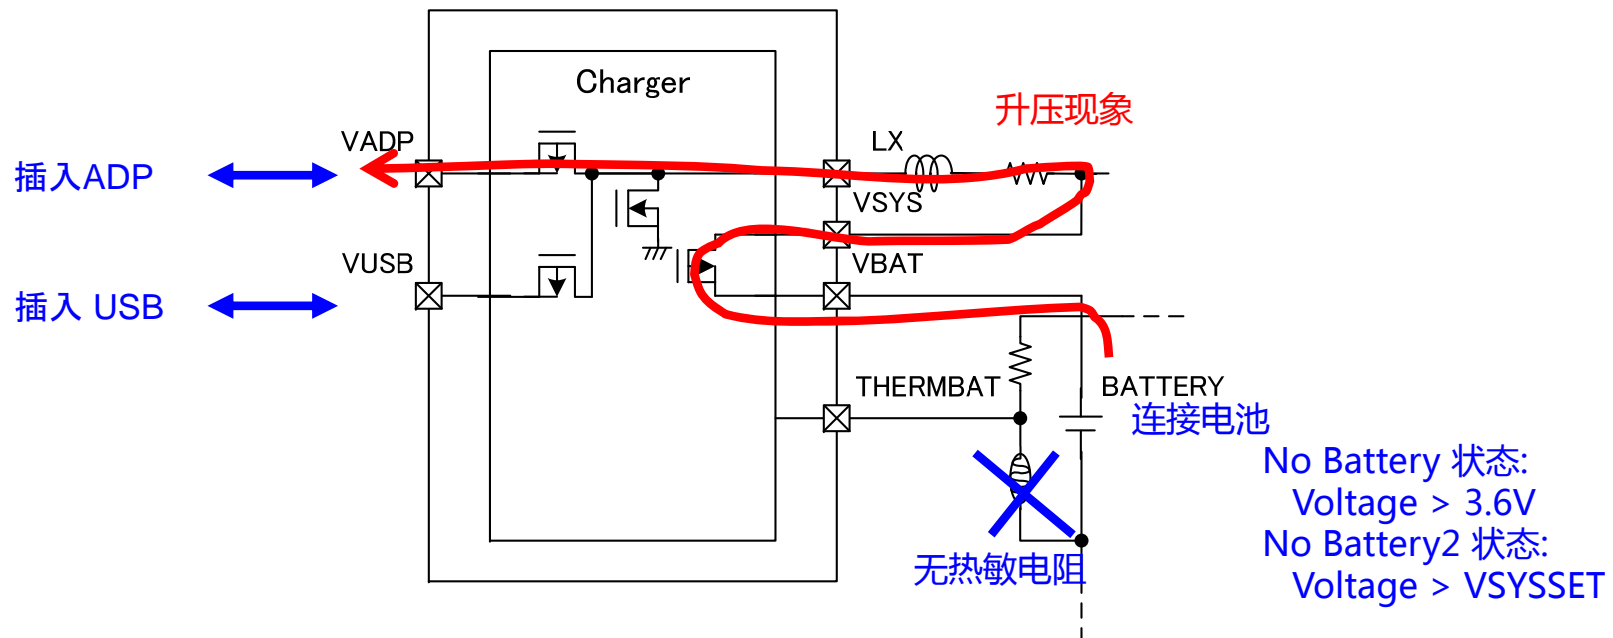 Charger
升压现象
VADP
LX
插入ADP
VSYS
VUSB
VBAT
插入 USB
THERMBAT
BATTERY
连接电池
No Battery 状态:
Voltage > 3.6V
No Battery2 状态:
Voltage > VSYSSET
无热敏电阻